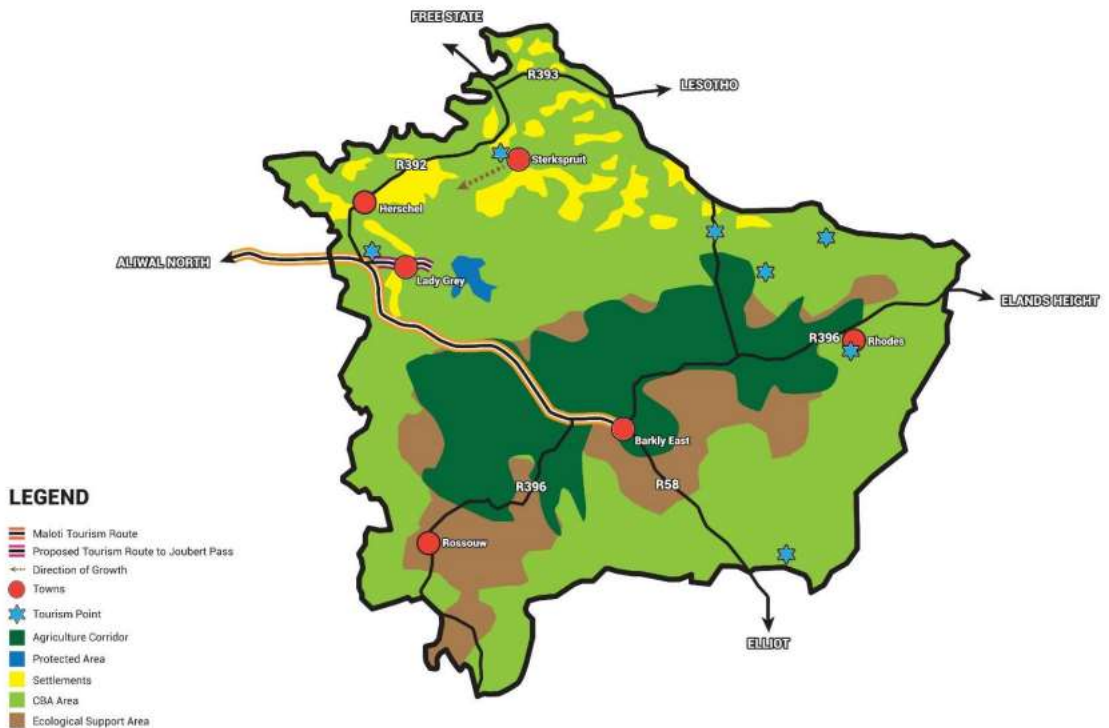 FREE STATE
R393
LESOTHO
Sterkspruit
R392
Herschel
ALIWAL NORTH
Lady Grey
ELANDS HEIGHT
R396
Rhodes
Barkly East
R396
R58
Rossouw
ELLIOT
LEGEND
Maloti Tourism Route
Proposed Tourism Route to Joubert Pass
Direction of Growth
Towns
Tourism Point
Agriculture Corridor
Protected Area
Settlements
CBA Area
Ecological Support Area